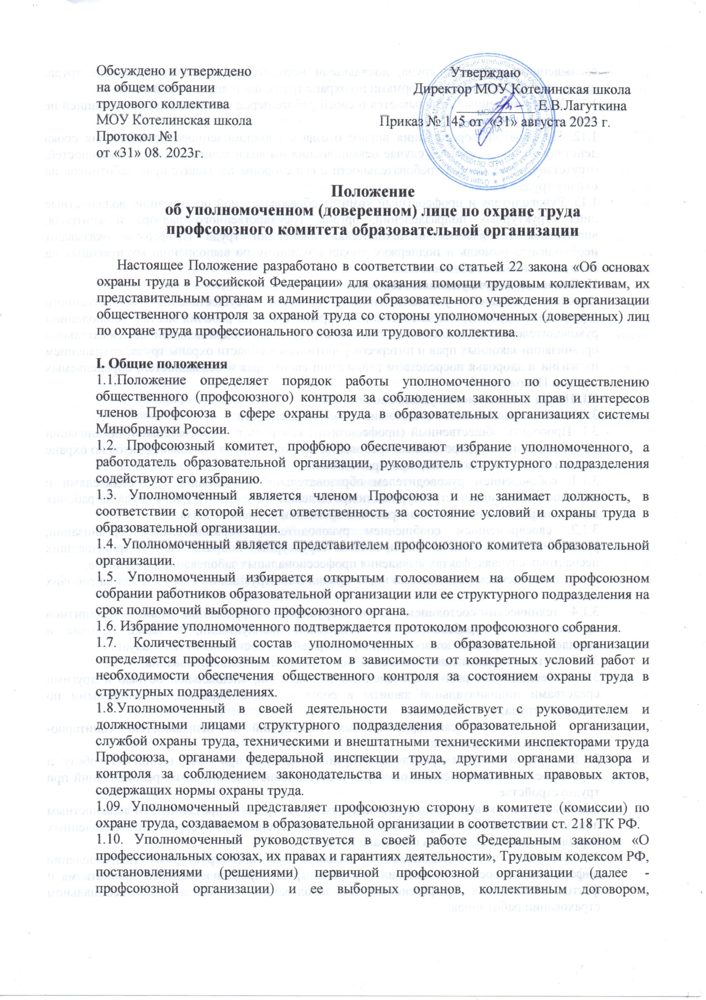 Обсуждено и утверждено
на общем собрании
трудового коллектива
МОУ Котелинская школа
Протокол №1
от «31» 08. 2023г.
Утверждаю
Директор МОУ Котелинская школа
____________Е.В.Лагуткина
Приказ № 145 от «31» августа 2023 г.
МОУ
КОТЕЛИНСКАЯ
ШКОЛА
Положение
об уполномоченном (доверенном) лице по охране труда
профсоюзного комитета образовательной организации
Настоящее Положение разработано в соответствии со статьей 22 закона «Об основах
охраны труда в Российской Федерации» для оказания помощи трудовым коллективам, их
представительным органам и администрации образовательного учреждения в организации
общественного контроля за охраной труда со стороны уполномоченных (доверенных) лиц
по охране труда профессионального союза или трудового коллектива.
I. Общие положения
1.1.Положение определяет порядок работы уполномоченного по осуществлению
общественного (профсоюзного) контроля за соблюдением законных прав и интересов
членов Профсоюза в сфере охраны труда в образовательных организациях системы
Минобрнауки России.
1.2. Профсоюзный комитет, профбюро обеспечивают избрание уполномоченного, а
работодатель образовательной организации, руководитель структурного подразделения
содействуют его избранию.
1.3. Уполномоченный является членом Профсоюза и не занимает должность, в
соответствии с которой несет ответственность за состояние условий и охраны труда в
образовательной организации.
1.4. Уполномоченный является представителем профсоюзного комитета образовательной
организации.
1.5. Уполномоченный избирается открытым голосованием на общем профсоюзном
собрании работников образовательной организации или ее структурного подразделения на
срок полномочий выборного профсоюзного органа.
1.6. Избрание уполномоченного подтверждается протоколом профсоюзного собрания.
1.7. Количественный состав уполномоченных в образовательной организации
определяется профсоюзным комитетом в зависимости от конкретных условий работ и
необходимости обеспечения общественного контроля за состоянием охраны труда в
структурных подразделениях.
1.8.Уполномоченный в своей деятельности взаимодействует с руководителем и
должностными лицами структурного подразделения образовательной организации,
службой охраны труда, техническими и внештатными техническими инспекторами труда
Профсоюза, органами федеральной инспекции труда, другими органами надзора и
контроля за соблюдением законодательства и иных нормативных правовых актов,
содержащих нормы охраны труда.
1.09. Уполномоченный представляет профсоюзную сторону в комитете (комиссии) по
охране труда, создаваемом в образовательной организации в соответствии ст. 218 ТК РФ.
1.10. Уполномоченный руководствуется в своей работе Федеральным законом «О
профессиональных союзах, их правах и гарантиях деятельности», Трудовым кодексом РФ,
постановлениями (решениями) первичной профсоюзной организации (далее -
профсоюзной организации) и ее выборных органов, коллективным договором,